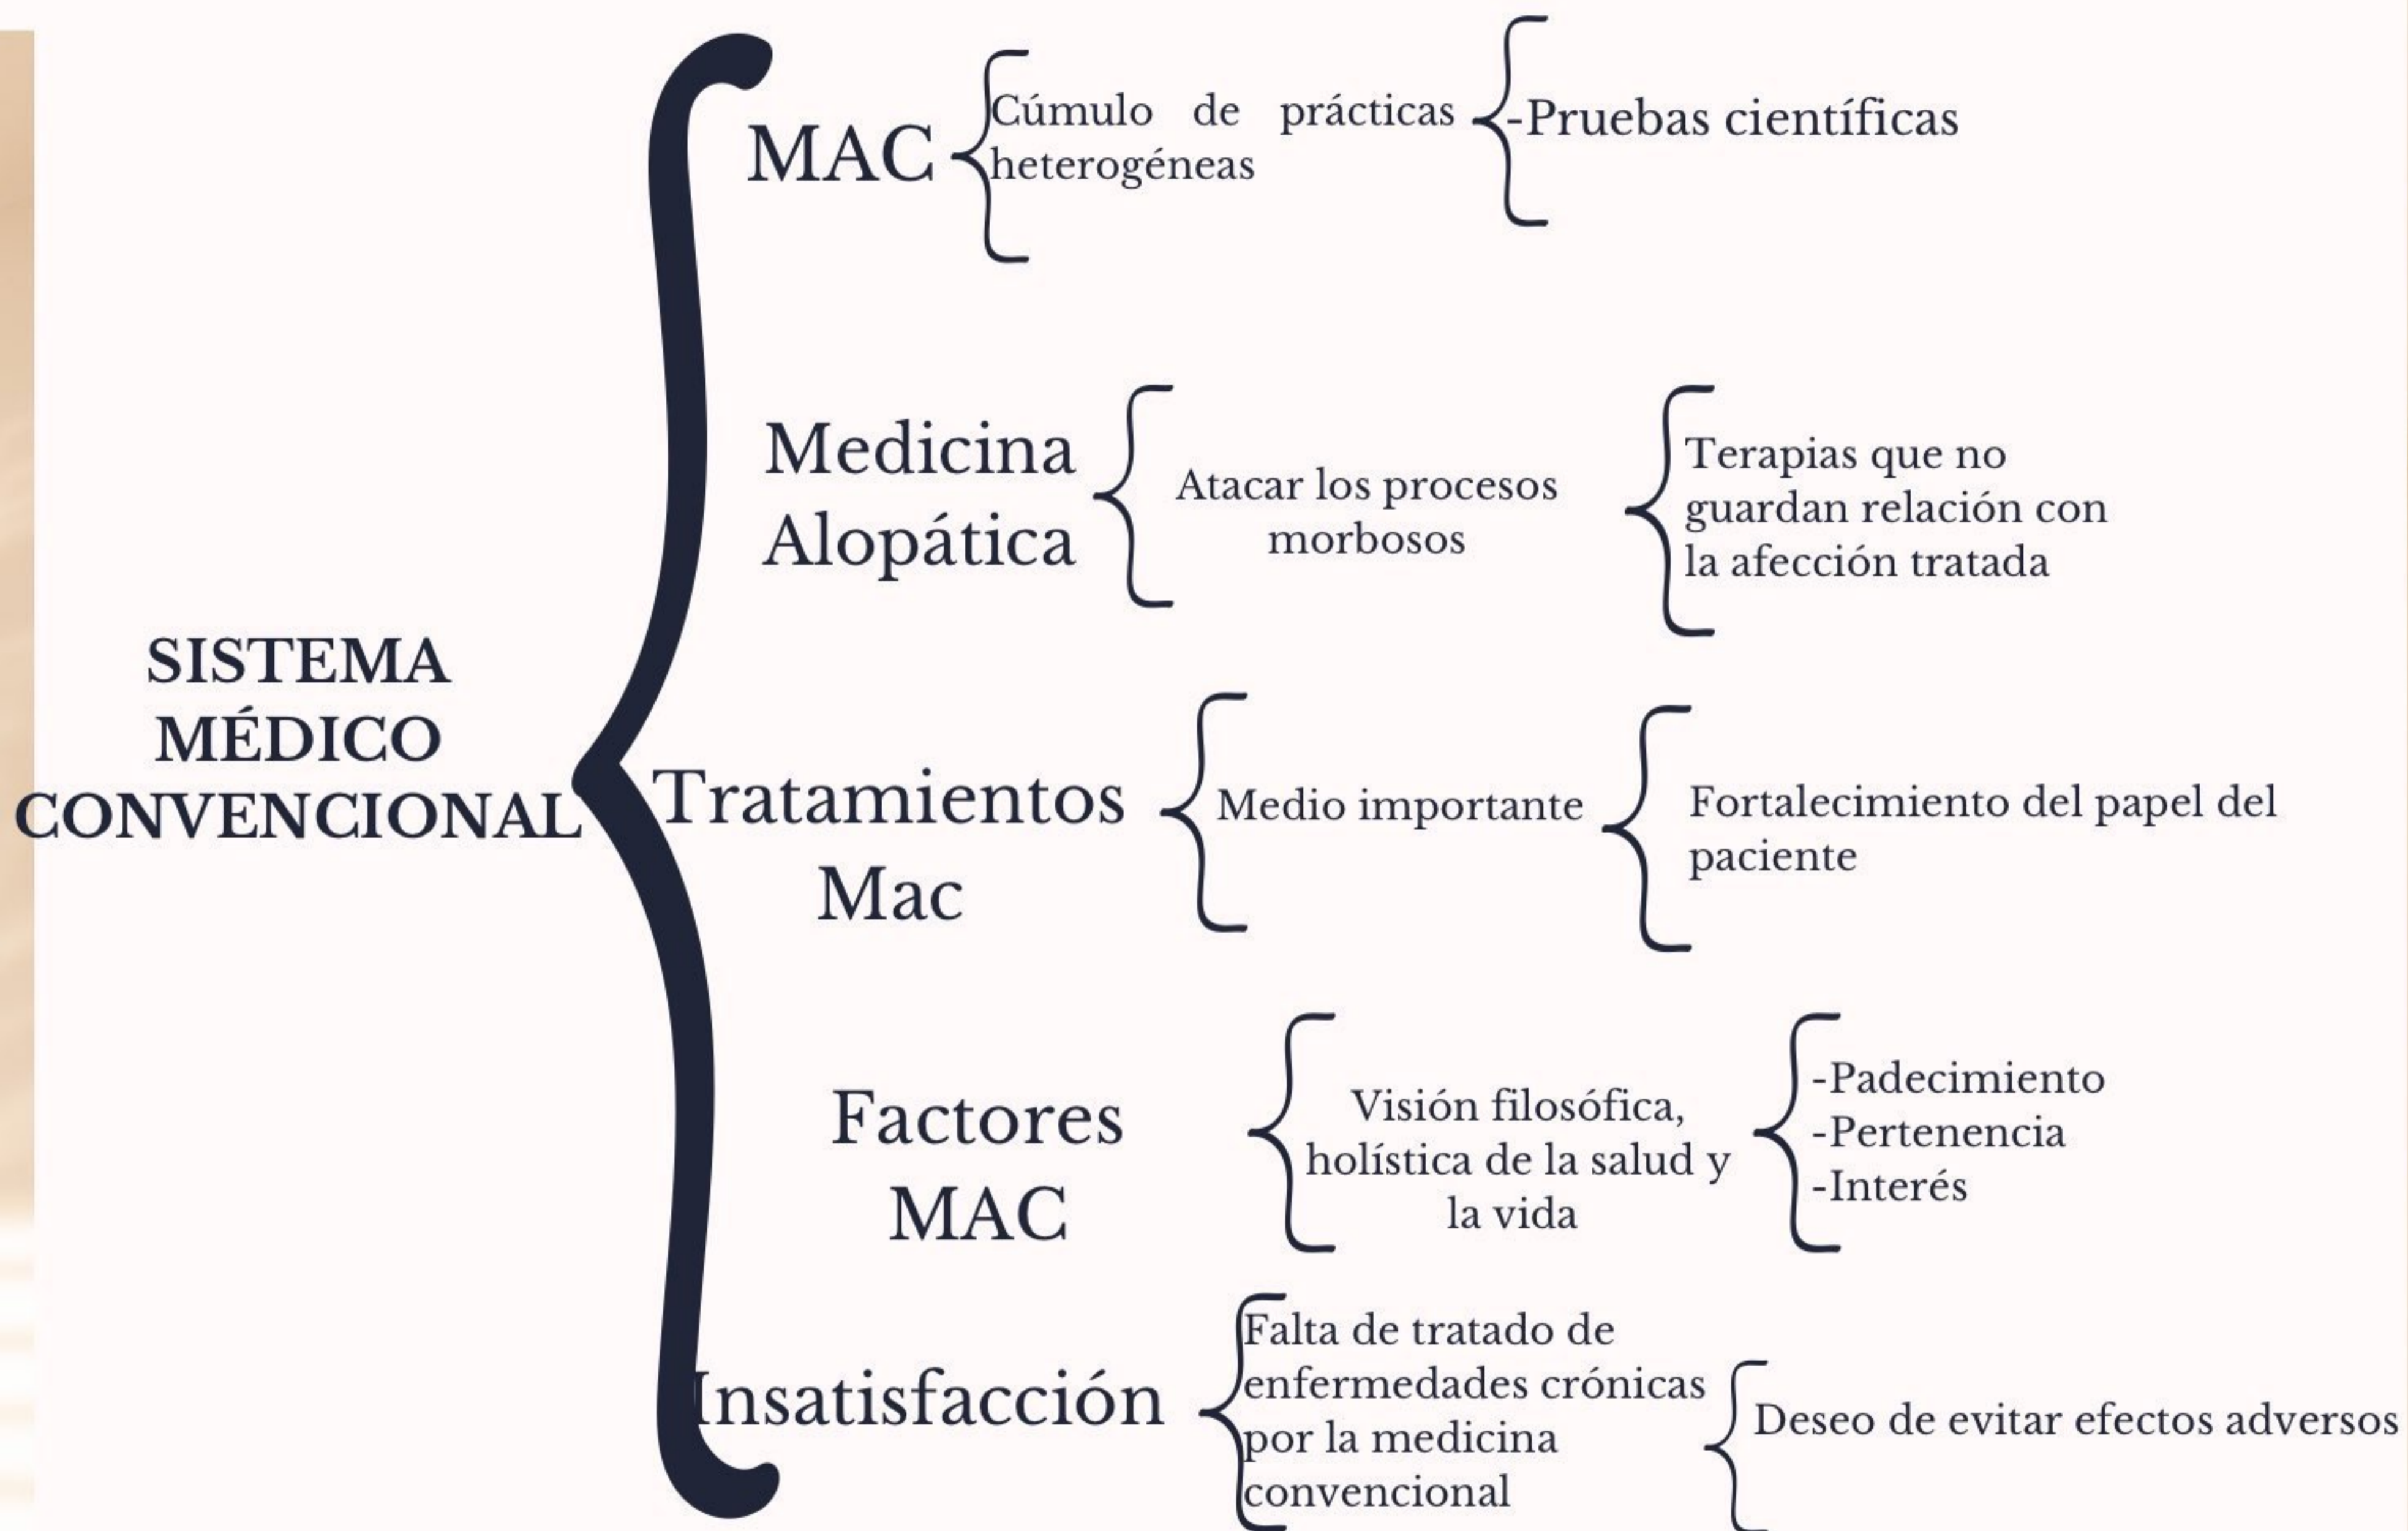 SISTEMA
MÉDICO
CONVENCIONAL
MAC
Cúmulo de prácticas
heterogéneas
-Pruebas científicas
Medicina
Alopática
Atacar los procesos
morbosos
Terapias que no
guardan relación con
la afección tratada
Tratamientos
Mac
Medio importante
Fortalecimiento del papel del
paciente
Factores
MAC
Visión filosófica,
holística de la salud y
la vida
-Padecimiento
-Pertenencia
-Interés
Insatisfacción
Falta de tratado de
enfermedades crónicas
por la medicina
convencional
Deseo de evitar efectos adversos